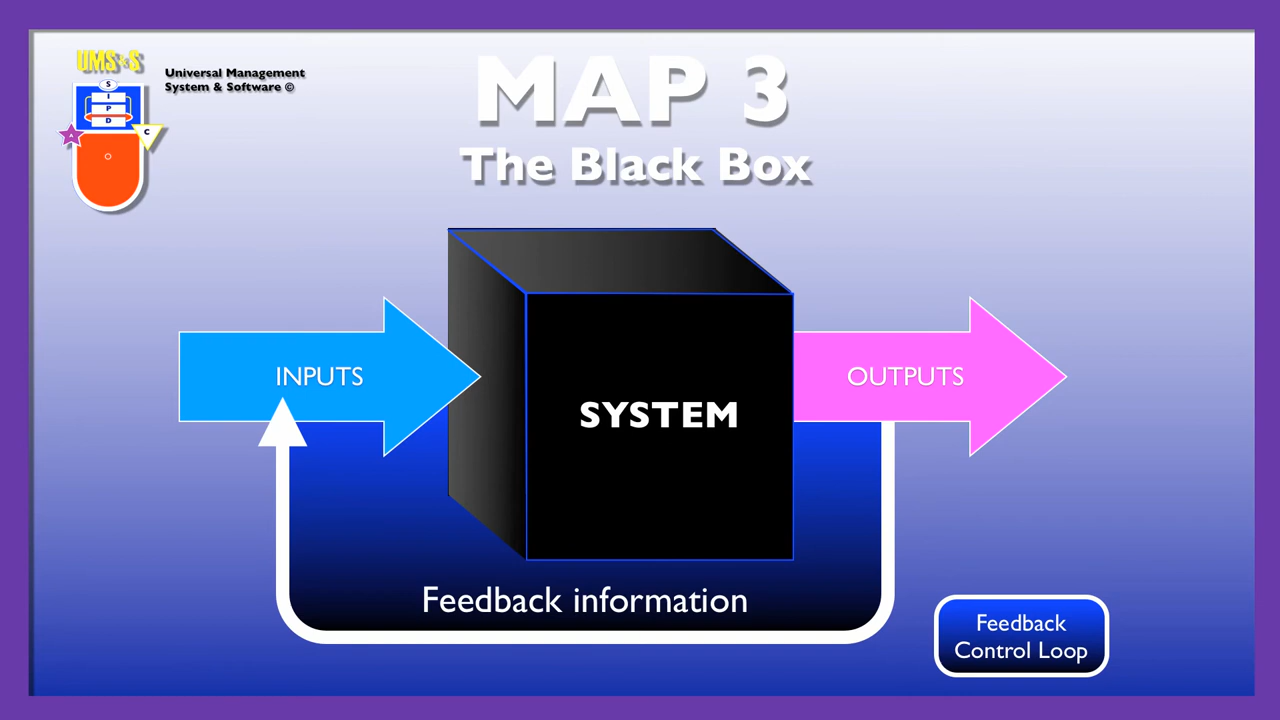 UMS&S
Universal Management
System & Software ©
S
I
P
D
A
C
MAP 3
The Black Box
INPUTS
SYSTEM
OUTPUTS
Feedback information
Feedback
Control Loop